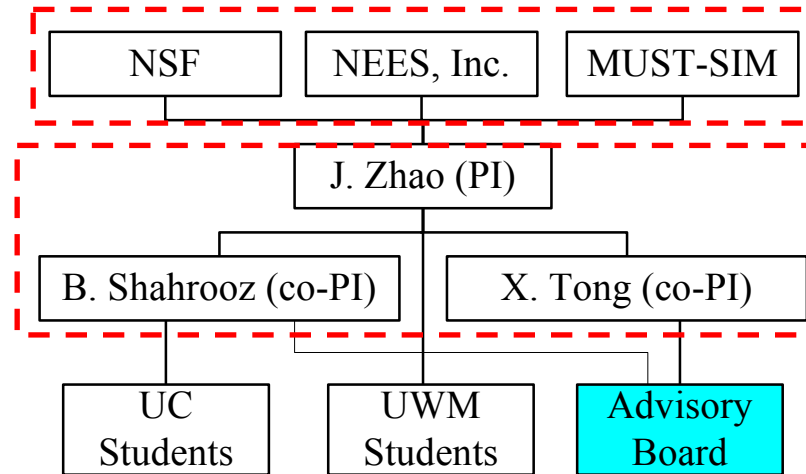 NSF
NEES, Inc.
MUST-SIM
J. Zhao (PI)
B. Shahrooz (co-PI)
X. Tong (co-PI)
UC
Students
UWM
Students
Advisory
Board